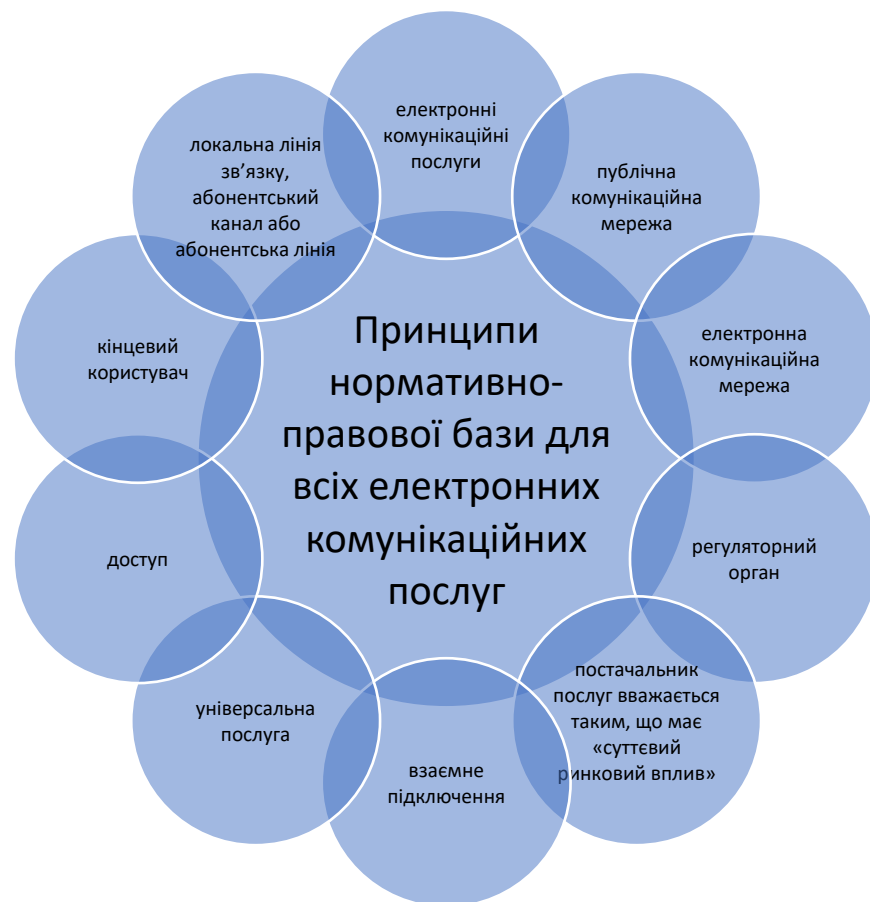 електронні
комунікаційні
послуги
публічна
комунікаційна
мережа
електронна
комунікаційна
мережа
регуляторний
орган
постачальник
послуг вважається
таким, що має
«суттєвий
ринковий вплив»
взаємне
підключення
універсальна
послуга
доступ
кінцевий
користувач
локальна лінія
зв’язку,
абонентський
канал або
абонентська лінія
Принципи
нормативно-
правової бази для
всіх електронних
комунікаційних
послуг